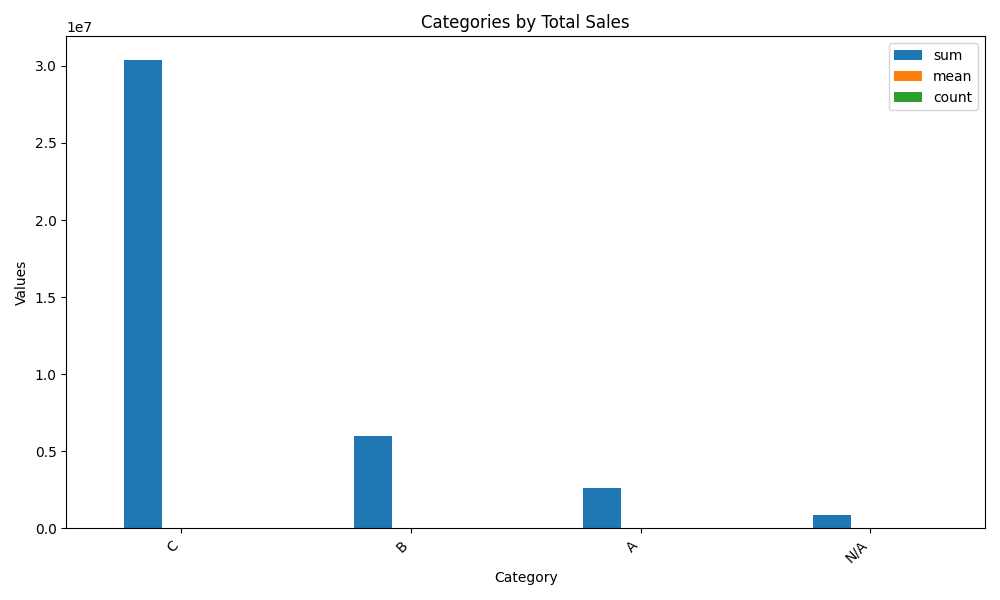 Categories by Total Sales
1e7
3.0
2.5
2.0
1.5
1.0
0.5
0.0
Values
sum
mean
count
C
B
A
N/A
Category